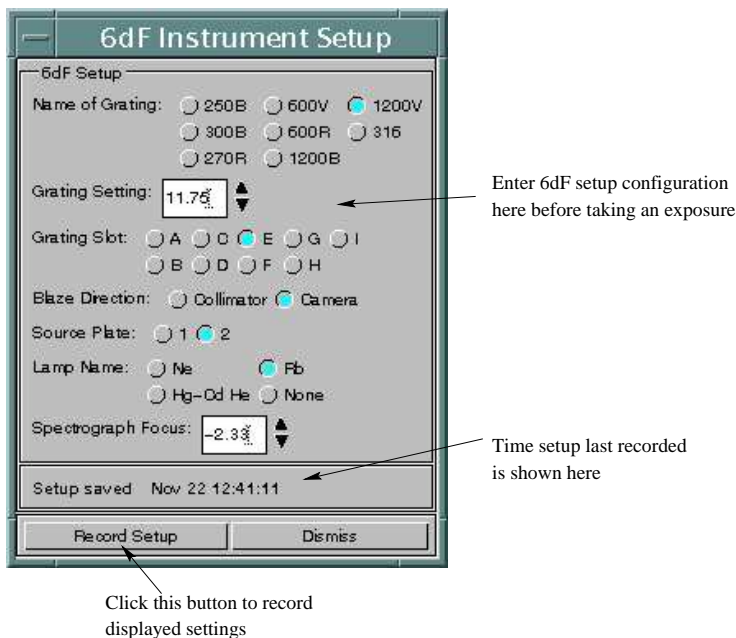 6dF Instrument Setup
6dF Setup
Name of Grating: 250B 600V 1200V
300B 600R 316
270R 1200B
Grating Setting: 11.75
Enter 6dF setup configuration
here before taking an exposure
Grating Slot: A C E G I
B D F H
Blaze Direction: Collimator Camera
Source Plate: 1 2
Lamp Name: Ne Rb
Hg-Cd He None
Spectrograph Focus: -2.33
Time setup last recorded
is shown here
Setup saved Nov 22 12:41:11
Record Setup Dismiss
Click this button to record
displayed settings